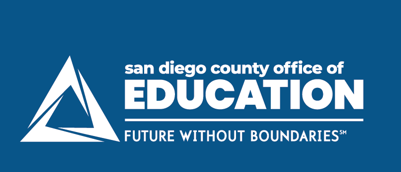 san diego county office of
EDUCATION
FUTURE WITHOUT BOUNDARIES℠